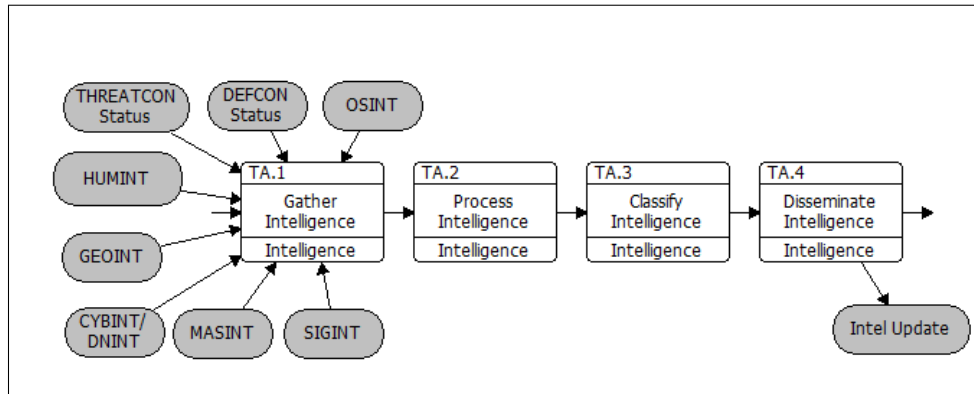 THREATCON
Status
DEFCON
Status
OSINT
HUMINT
GEOINT
CYBINT/
DNINT
MASINT
SIGINT
TA.1
Gather
Intelligence
Intelligence
TA.2
Process
Intelligence
Intelligence
TA.3
Classify
Intelligence
Intelligence
TA.4
Disseminate
Intelligence
Intelligence
Intel Update